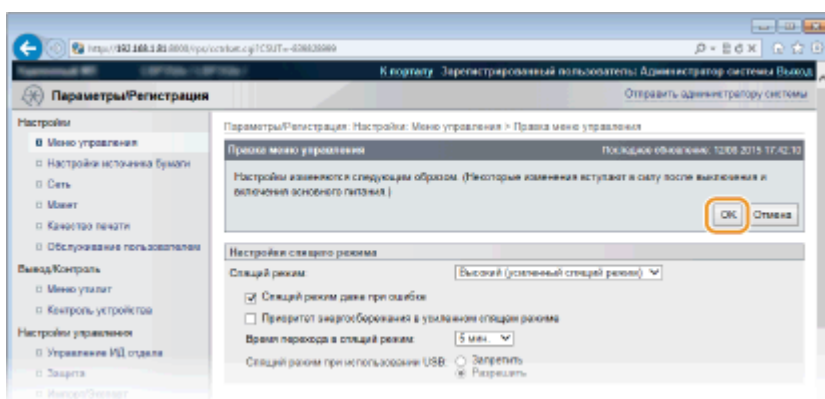 К порталу Зарегистрированный пользователь: Администратор системы Выход
Параметры/Регистрация
Отправить администратору системы
Настройки
Меню управления
Настройки источника бумаги
Сеть
Макет
Качество печати
Обслуживание пользователем
Вывод/Контроль
Меню утилит
Контроль устройства
Настройки управления
Управление ИД отдела
Защита
Импорт/Экспорт
Параметры/Регистрация: Настройки: Меню управления > Правка меню управления
Правка меню управления
Последнее обновление: 12/08 2015 17:42:10
Настройки изменяются следующим образом. (Некоторые изменения вступают в силу после выключения и
включения основного питания.)
OK Отмена
Настройки спящего режима
Спящий режим: Высокий (усиленный спящий режим)
Спящий режим даже при ошибке
Приоритет энергосбережения в усиленном спящем режиме
Время перехода в спящий режим: 5 мин.
Спящий режим при использовании USB: Запретить
Разрешить